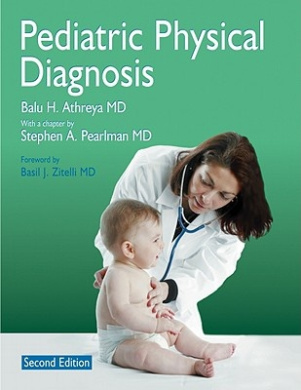 Pediatric Physical
Diagnosis
Balu H. Athreya MD
With a chapter by
Stephen A. Pearlman MD
Foreword by
Basil J. Zitelli MD
Second Edition